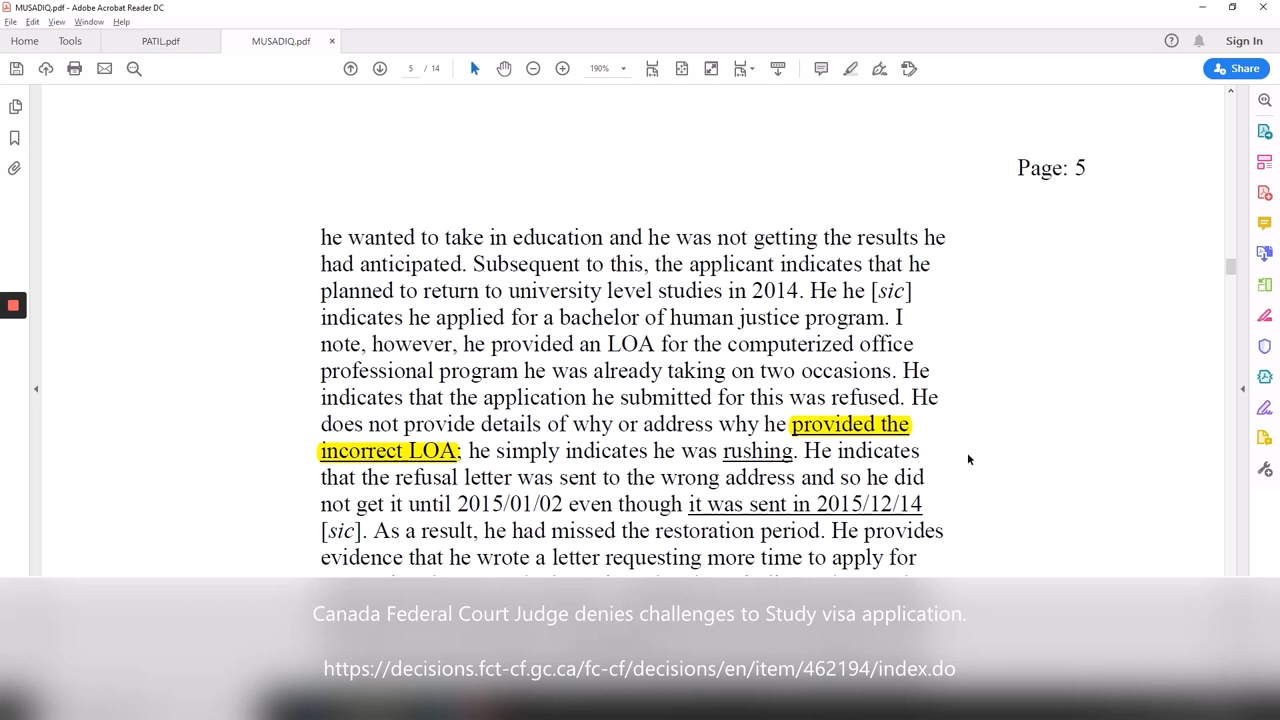 MUSADIQ.pdf - Adobe Acrobat Reader DC
File Edit View Window Help
Home Tools PATIL.pdf MUSADIQ.pdf × Sign In
5 / 14 190% Share
Page: 5
he wanted to take in education and he was not getting the results he
had anticipated. Subsequent to this, the applicant indicates that he
planned to return to university level studies in 2014. He he [sic]
indicates he applied for a bachelor of human justice program. I
note, however, he provided an LOA for the computerized office
professional program he was already taking on two occasions. He
indicates that the application he submitted for this was refused. He
does not provide details of why or address why he provided the
incorrect LOA; he simply indicates he was rushing. He indicates
that the refusal letter was sent to the wrong address and so he did
not get it until 2015/01/02 even though it was sent in 2015/12/14
[sic]. As a result, he had missed the restoration period. He provides
evidence that he wrote a letter requesting more time to apply for
Canada Federal Court Judge denies challenges to Study visa application.
https://decisions.fct-cf.gc.ca/fc-cf/decisions/en/item/462194/index.do